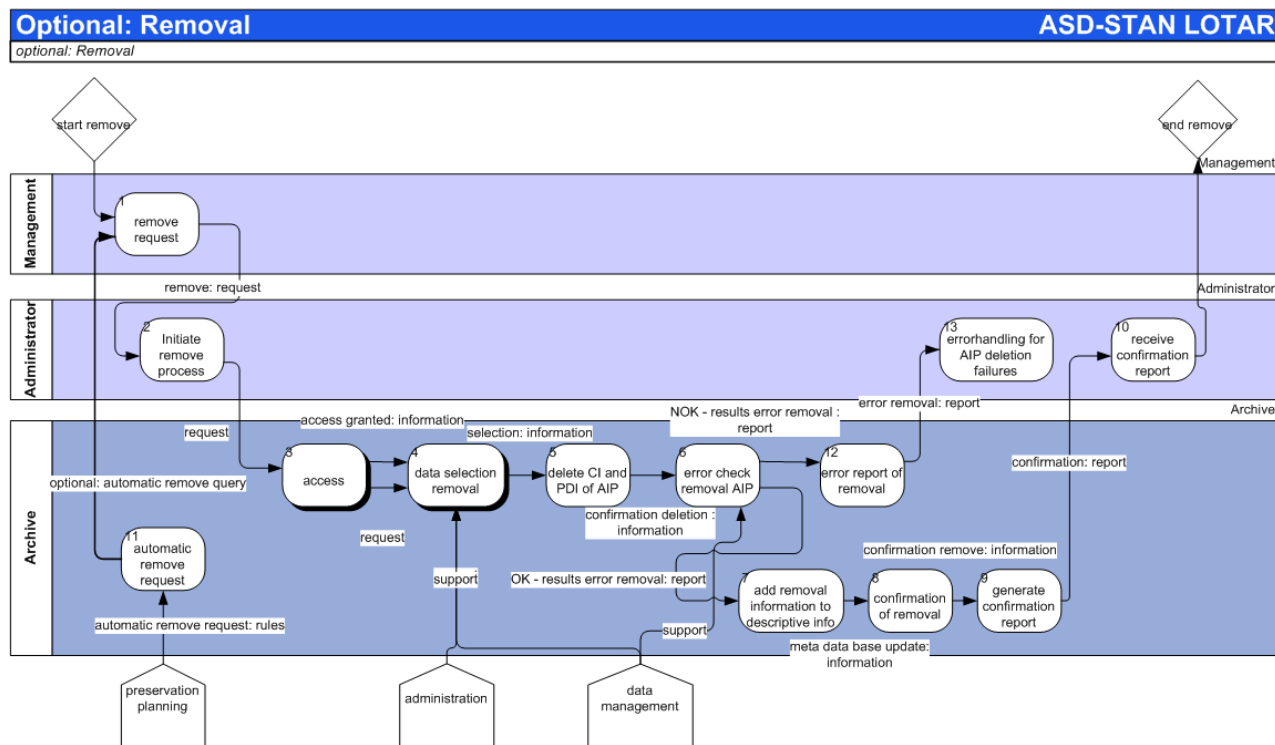 Optional: Removal
ASD-STAN LOTAR
optional: Removal
start remove
end remove
Management
Management
1
remove
request
remove: request
Administrator
Administrator
2
Initiate
remove
process
13
errorhandling for
AIP deletion
failures
10
receive
confirmation
report
Archive
Archive
request
access granted: information
selection: information
NOK - results error removal :
report
error removal: report
confirmation: report
3
access
4
data selection
removal
5
delete CI and
PDI of AIP
6
error check
removal AIP
12
error report of
removal
optional: automatic remove query
request
confirmation deletion :
information
11
automatic
remove
request
support
OK - results error removal: report
confirmation remove: information
7
add removal
information to
descriptive info
8
confirmation
of removal
9
generate
confirmation
report
automatic remove request: rules
support
meta data base update:
information
preservation
planning
administration
data
management